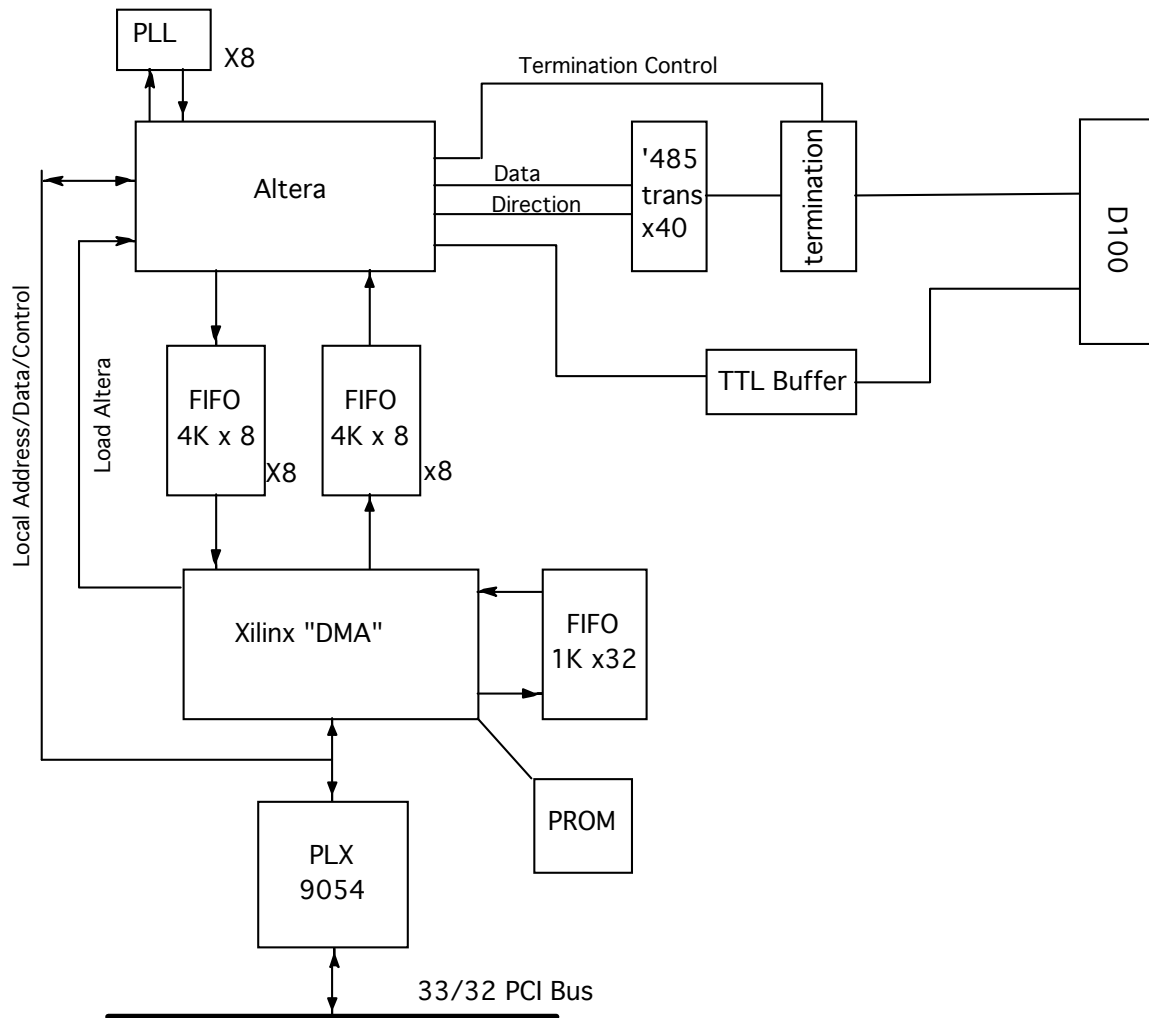 PLL
X8
Termination Control
Altera
Data
Direction
'485
trans
x40
termination
D100
Local Address/Data/Control
Load Altera
FIFO
4K x 8
X8
FIFO
4K x 8
x8
TTL Buffer
Xilinx "DMA"
FIFO
1K x32
PROM
PLX
9054
33/32 PCI Bus